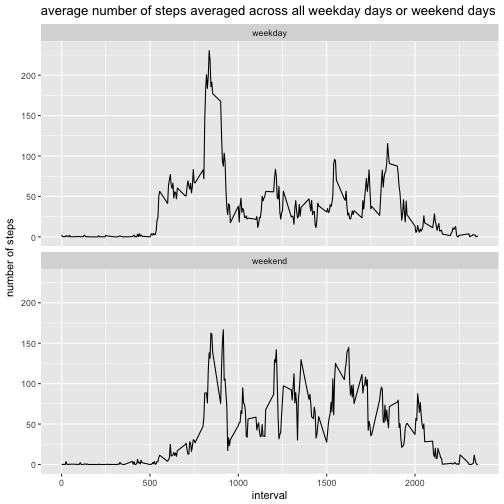 average number of steps averaged across all weekday days or weekend days
weekday
200
150
100
50
0
weekend
200
150
100
50
0
number of steps
0 500 1000 1500 2000
interval